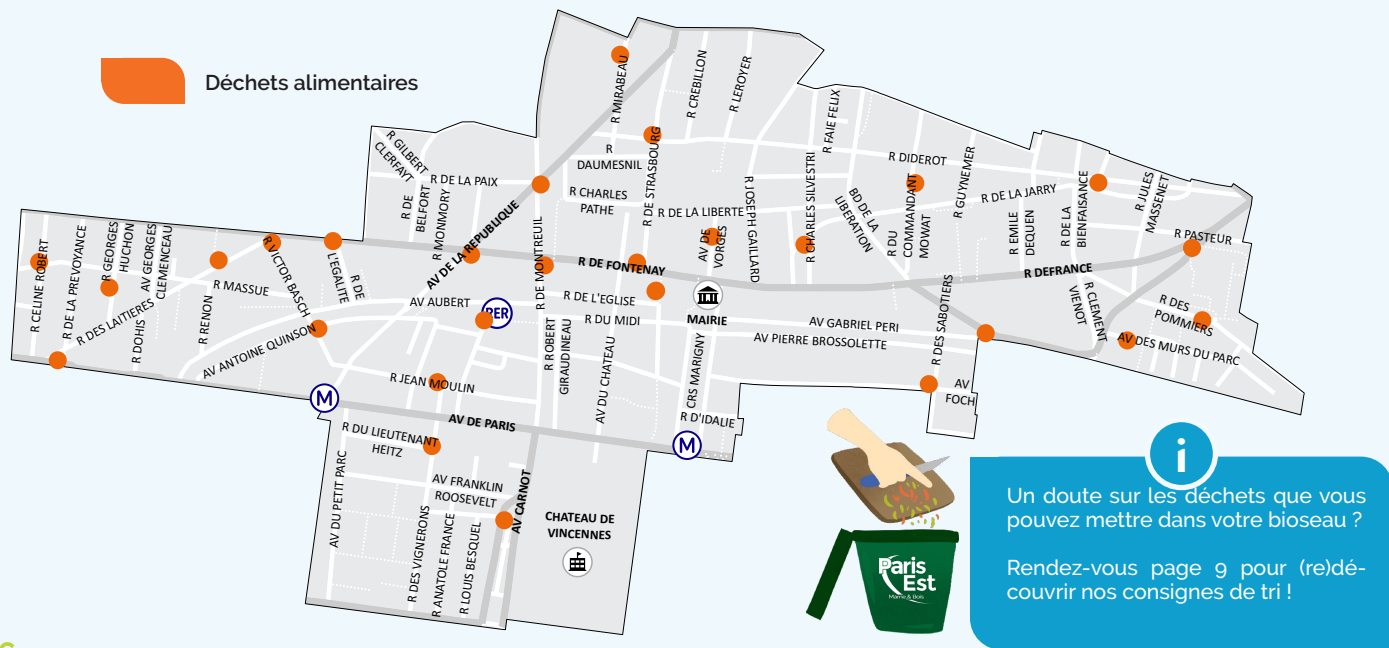 Déchets alimentaires
R MIRABEAU
R CREBILLON
R LEROYER
R GILBERT
CLERFAYT
R DE LA PAIX
R DE
BELFORT
R MONMORY
AV DE LA REPUBLIQUE
R
DAUMESNIL
R CHARLES
PATHE
R DE STRASBOURG
R DE LA LIBERTE
R JOSEPH GAILLARD
R FAIE FELIX
R CHARLES SILVESTRI
BD DE LA
LIBERATION
R DIDEROT
R DU
COMMANDANT
MOWAT
R GUYNEMER
R DE LA JARRY
R EMILE
DEQUEN
R DE LA
BIENFAISANCE
R JULES
MASSENET
R PASTEUR
R CELINE ROBERT
R DE LA PREVOYANCE
R GEORGES
HUCHON
AV GEORGES
CLEMENCEAU
R DES LAITIERES
R DOHIS
R RENON
R MASSUE
R VICTOR BASCH
R DE
L'EGALITE
AV ANTOINE QUINSON
AV AUBERT
RER
R DE MONTREUIL
R DE FONTENAY
AV DE
VORGES
R DE L'EGLISE
R DU MIDI
MAIRIE
R DEFRANCE
R CLEMENT
VIENOT
R DES
POMMIERS
AV DES MURS DU PARC
AV GABRIEL PERI
AV PIERRE BROSSOLETTE
R DES SABOTIERS
AV
FOCH
R ROBERT
GIRAUDINEAU
AV DU CHATEAU
CRS MARIGNY
R D'IDALIE
R JEAN MOULIN
M
AV DE PARIS
M
R DU LIEUTENANT
HEITZ
AV DU PETIT PARC
AV FRANKLIN
ROOSEVELT
AV CARNOT
R DES VIGNERONS
R ANATOLE FRANCE
R LOUIS BESQUEL
CHATEAU DE
VINCENNES
Paris
Est
Marne & Bois
i
Un doute sur les déchets que vous
pouvez mettre dans votre bioseau ?
Rendez-vous page 9 pour (re)dé-
couvrir nos consignes de tri !